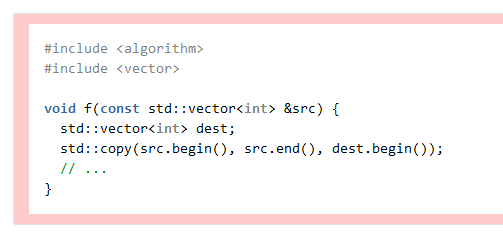 #include <algorithm>
#include <vector>

void f(const std::vector<int> &src) {
  std::vector<int> dest;
  std::copy(src.begin(), src.end(), dest.begin());
  // ...
}